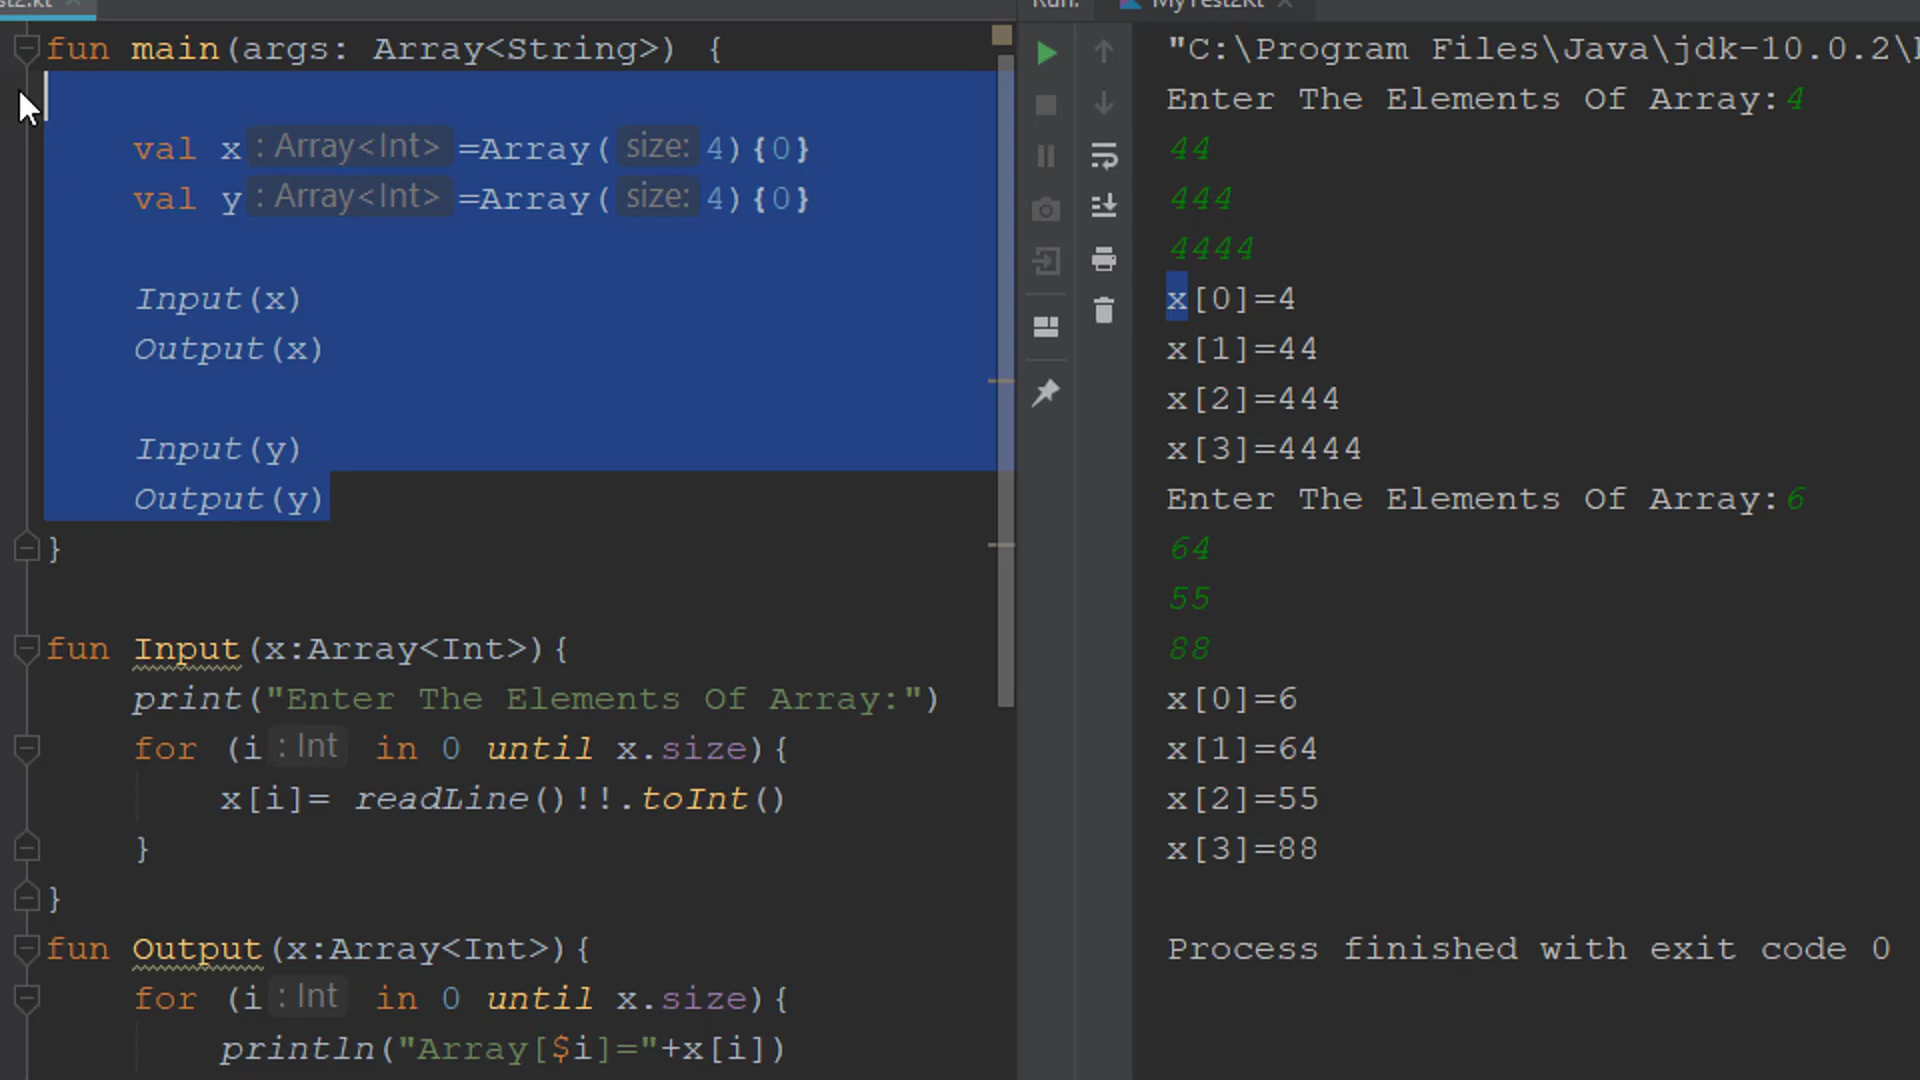 st2.kt
fun main(args: Array<String>) {
val x : Array<Int> =Array( size: 4){0}
val y : Array<Int> =Array( size: 4){0}
Input(x)
Output(x)
Input(y)
Output(y)
}
fun Input(x:Array<Int>){
print("Enter The Elements Of Array:")
for (i : Int in 0 until x.size){
x[i]= readLine()!!.toInt()
}
}
fun Output(x:Array<Int>){
for (i : Int in 0 until x.size){
println("Array[$i]="+x[i])
Run: MyTest2Kt
"C:\Program Files\Java\jdk-10.0.2\
Enter The Elements Of Array:4
44
444
4444
x[0]=4
x[1]=44
x[2]=444
x[3]=4444
Enter The Elements Of Array:6
64
55
88
x[0]=6
x[1]=64
x[2]=55
x[3]=88
Process finished with exit code 0